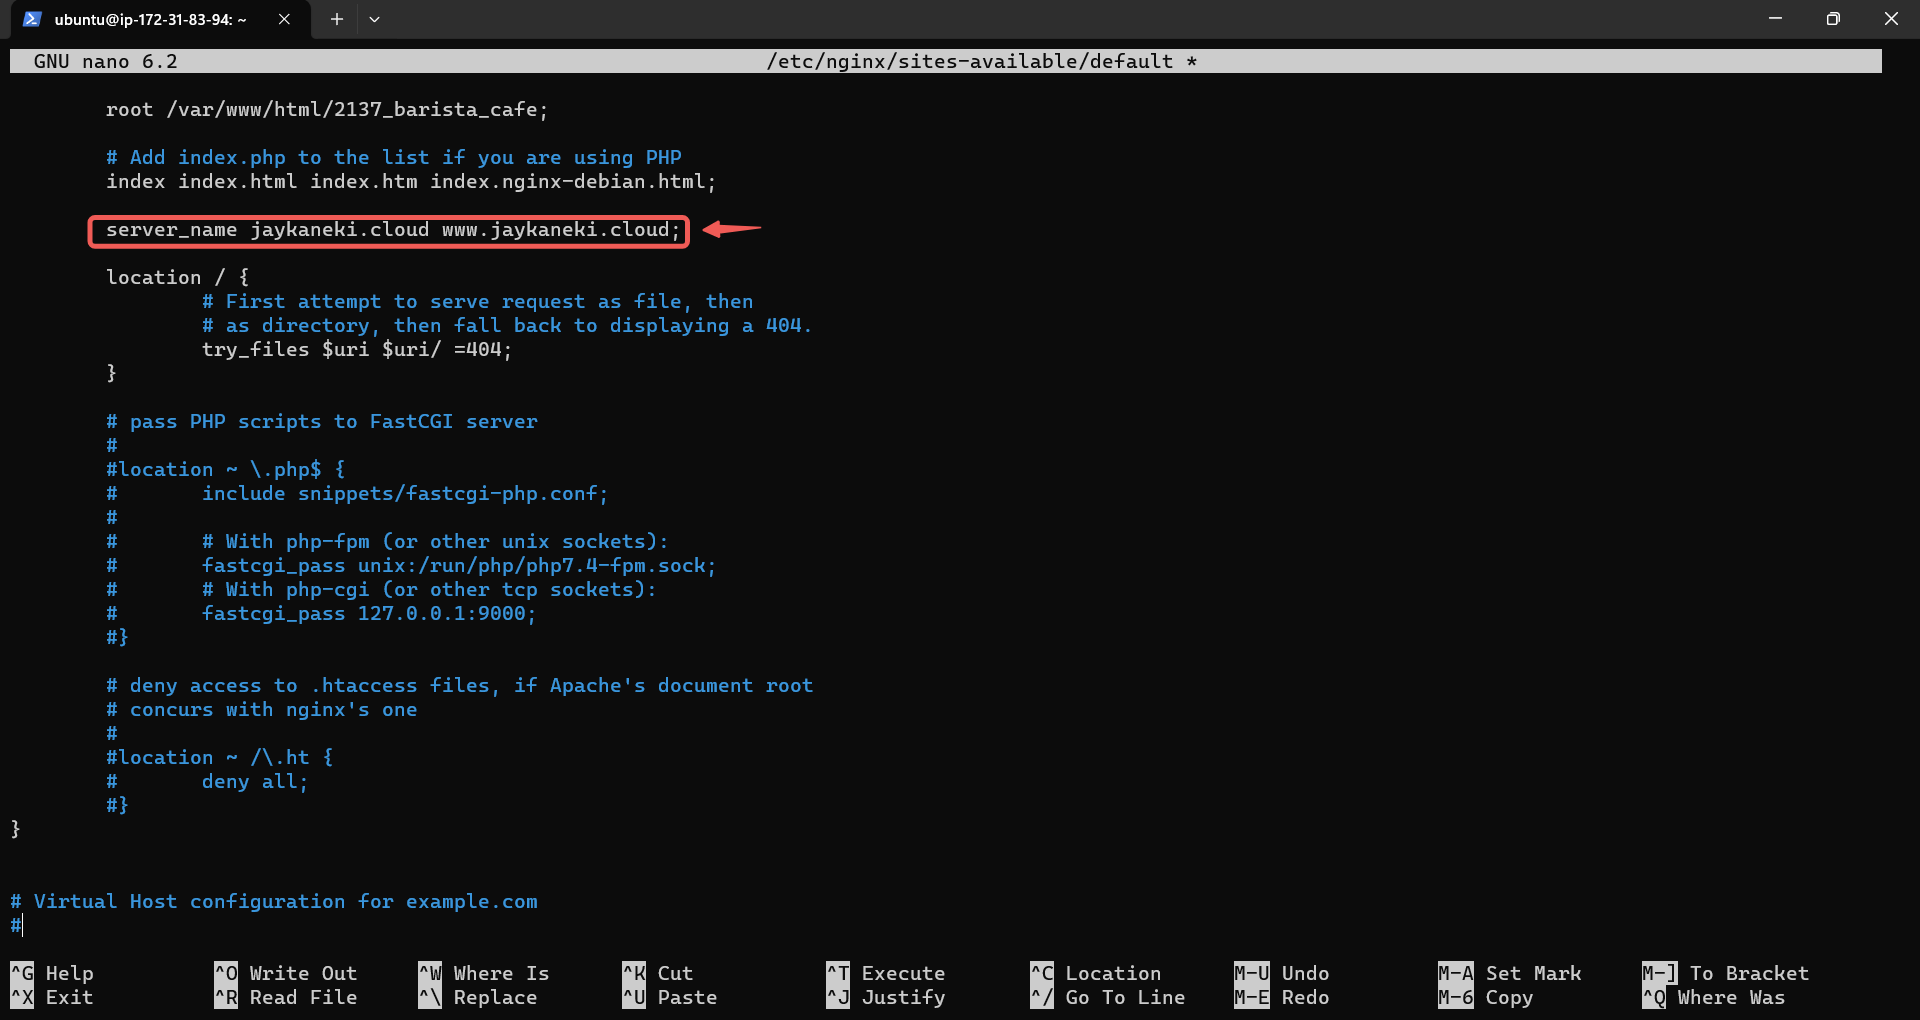 ubuntu@ip-172-31-83-94: ~
GNU nano 6.2 /etc/nginx/sites-available/default *
root /var/www/html/2137_barista_cafe;
# Add index.php to the list if you are using PHP
index index.html index.htm index.nginx-debian.html;
server_name jaykaneki.cloud www.jaykaneki.cloud;
location / {
# First attempt to serve request as file, then
# as directory, then fall back to displaying a 404.
try_files $uri $uri/ =404;
}
# pass PHP scripts to FastCGI server
#
#location ~ \.php$ {
# include snippets/fastcgi-php.conf;
#
# # With php-fpm (or other unix sockets):
# fastcgi_pass unix:/run/php/php7.4-fpm.sock;
# # With php-cgi (or other tcp sockets):
# fastcgi_pass 127.0.0.1:9000;
#}
# deny access to .htaccess files, if Apache's document root
# concurs with nginx's one
#
#location ~ /\.ht {
# deny all;
#}
}
# Virtual Host configuration for example.com
#
^G Help ^O Write Out ^W Where Is ^K Cut ^T Execute ^C Location M-U Undo M-A Set Mark M-] To Bracket
^X Exit ^R Read File ^\ Replace ^U Paste ^J Justify ^/ Go To Line M-E Redo M-6 Copy ^Q Where Was